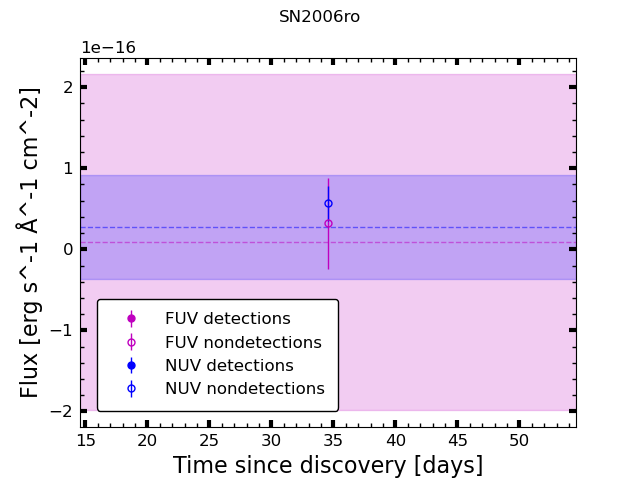 SN2006ro
1e−16
2
1
0
−1
−2
Flux [erg s^-1 Å^-1 cm^-2]
FUV detections
FUV nondetections
NUV detections
NUV nondetections
15 20 25 30 35 40 45 50
Time since discovery [days]